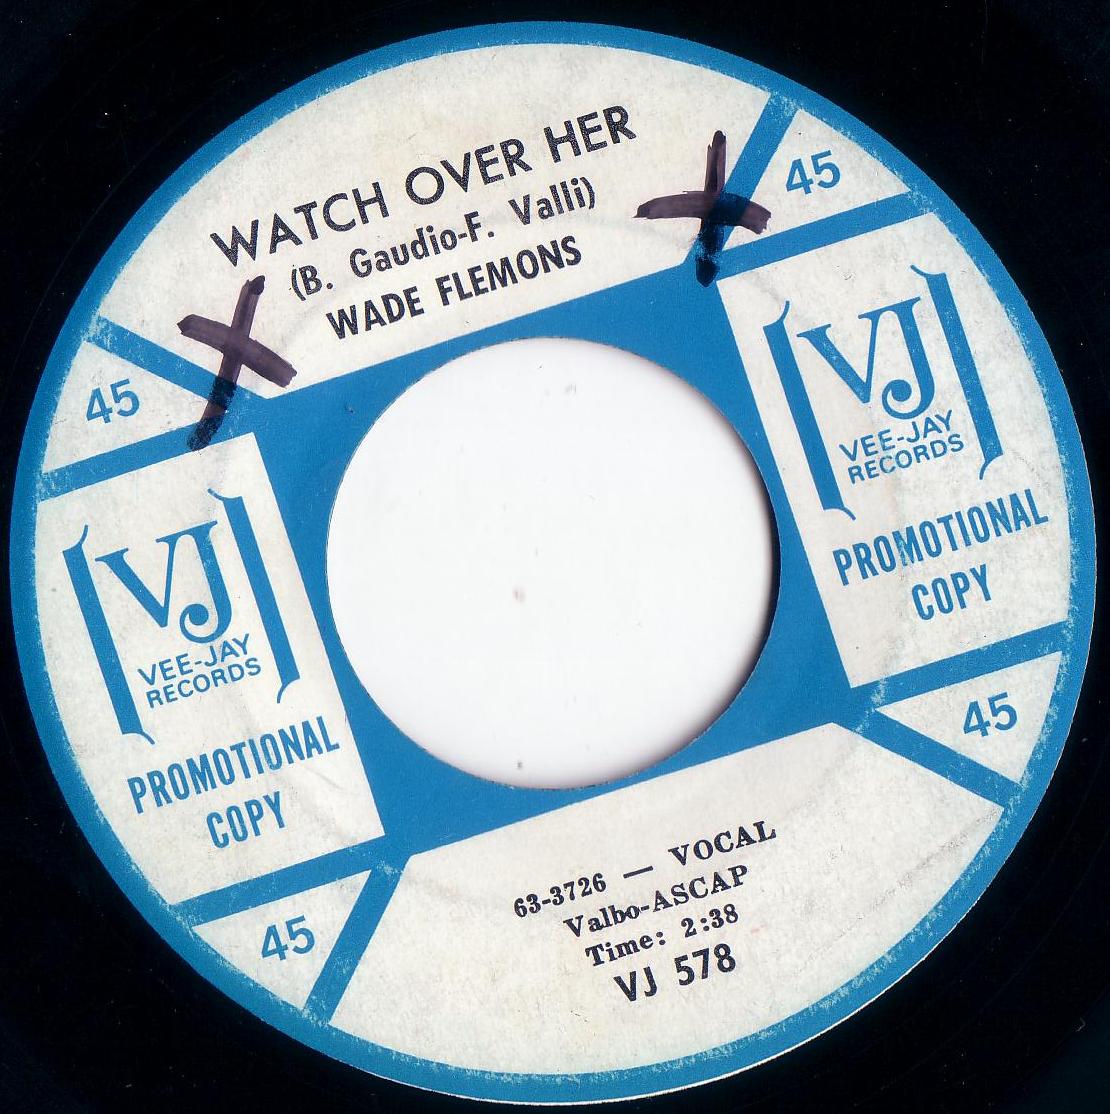 WATCH OVER HER
(B. Gaudio-F. Valli)
WADE FLEMONS
45
45
VJ
VEE-JAY
RECORDS
PROMOTIONAL
COPY
VJ
VEE-JAY
RECORDS
PROMOTIONAL
COPY
45
45
63-3726 — VOCAL
Valbo-ASCAP
Time: 2:38
VJ 578